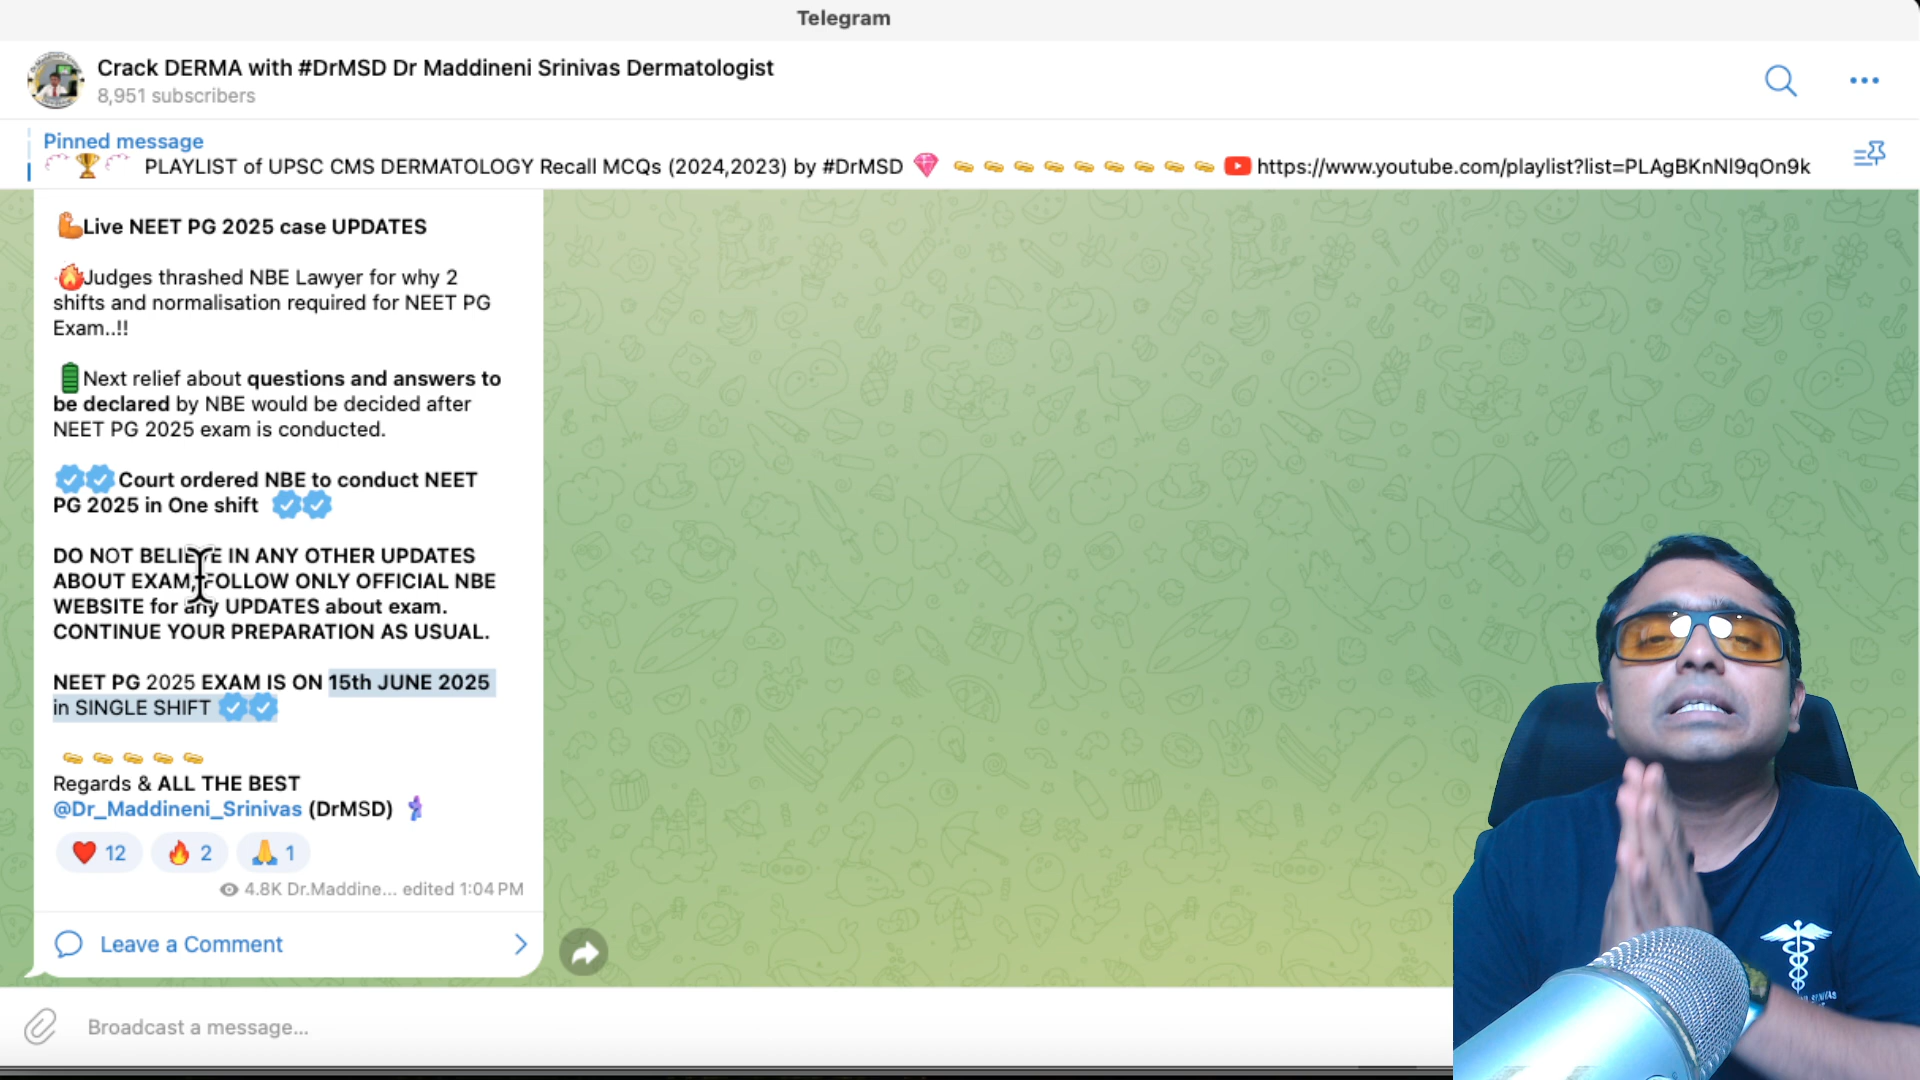 Telegram
Crack DERMA with #DrMSD Dr Maddineni Srinivas Dermatologist
8,951 subscribers
Pinned message
PLAYLIST of UPSC CMS DERMATOLOGY Recall MCQs (2024,2023) by #DrMSD https://www.youtube.com/playlist?list=PLAgBKnNl9qOn9k
Live NEET PG 2025 case UPDATES
Judges thrashed NBE Lawyer for why 2
shifts and normalisation required for NEET PG
Exam..!!
Next relief about questions and answers to
be declared by NBE would be decided after
NEET PG 2025 exam is conducted.
Court ordered NBE to conduct NEET
PG 2025 in One shift
DO NOT BELIEVE IN ANY OTHER UPDATES
ABOUT EXAM, FOLLOW ONLY OFFICIAL NBE
WEBSITE for any UPDATES about exam.
CONTINUE YOUR PREPARATION AS USUAL.
NEET PG 2025 EXAM IS ON 15th JUNE 2025
in SINGLE SHIFT
Regards & ALL THE BEST
@Dr_Maddineni_Srinivas (DrMSD)
12 2 1
4.8K Dr.Maddine... edited 1:04 PM
Leave a Comment
Broadcast a message...